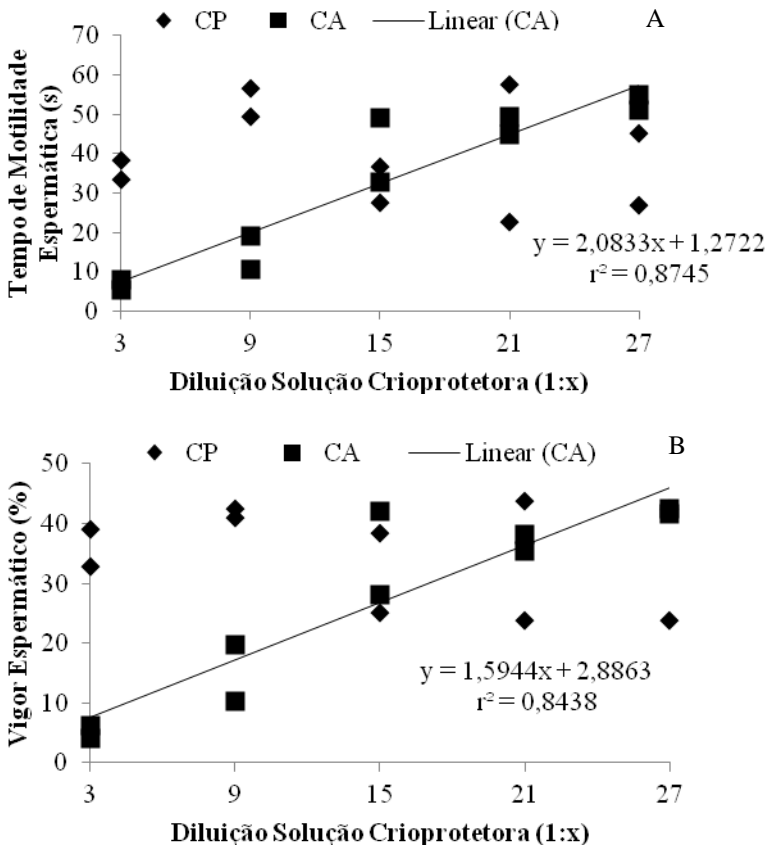 CP CA Linear (CA) A
70
60
50
40
30
20
10
0
Tempo de Motilidade
Espermática (s)
y = 2,0833x + 1,2722
r² = 0,8745
3 9 15 21 27
Diluição Solução Crioprotetora (1:x)
CP CA Linear (CA) B
50
40
30
20
10
0
Vigor Espermático (%)
y = 1,5944x + 2,8863
r² = 0,8438
3 9 15 21 27
Diluição Solução Crioprotetora (1:x)